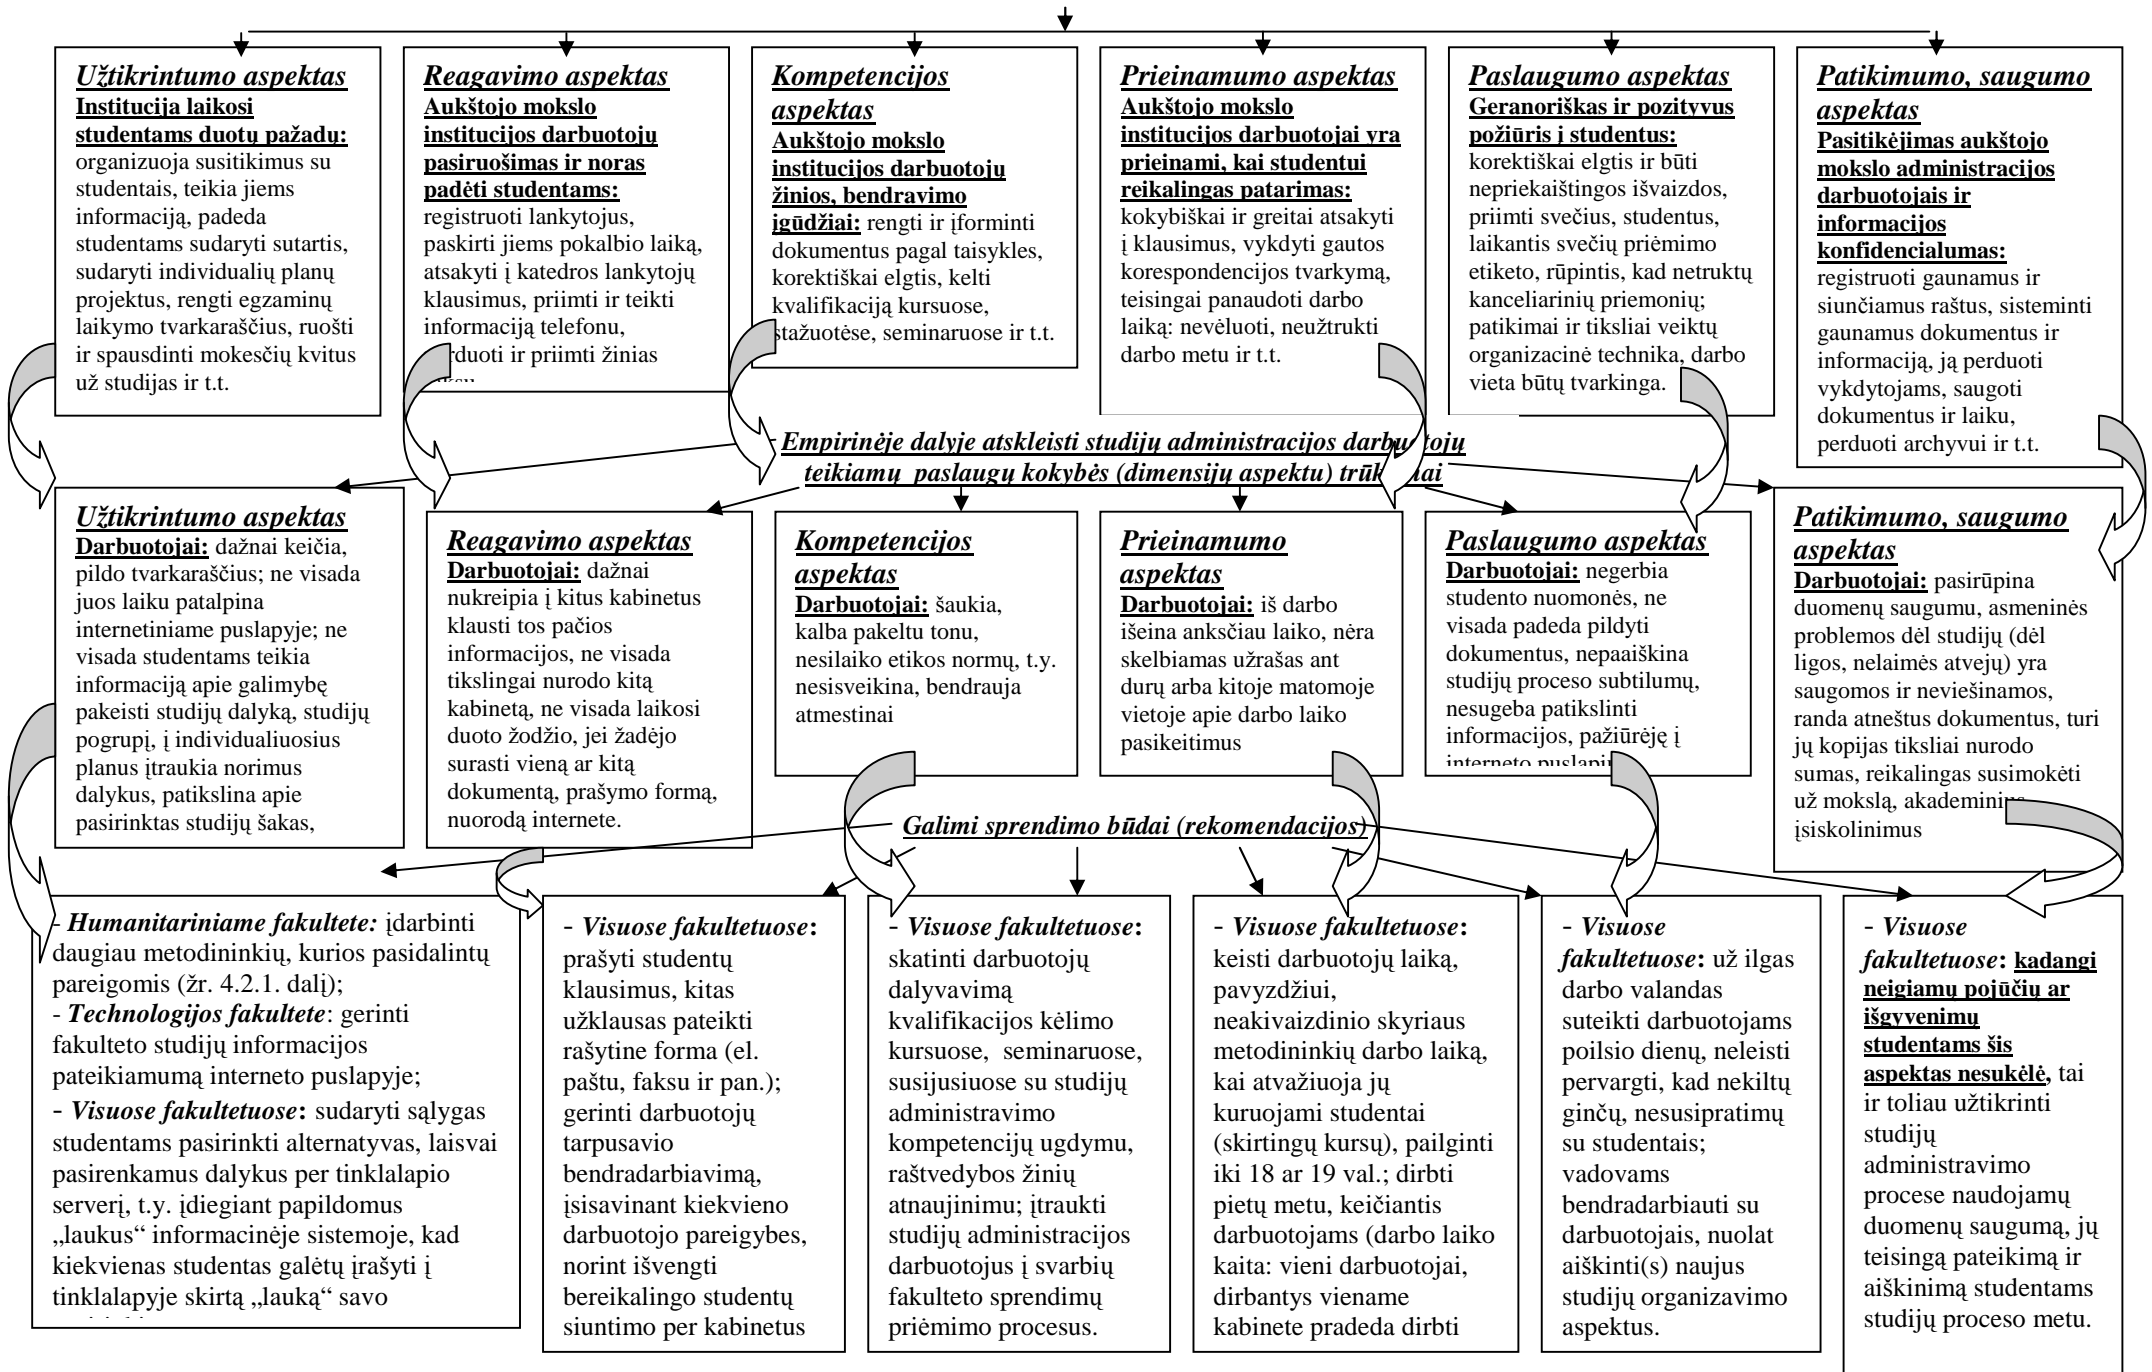 Užtikrintumo aspektas
Institucija laikosi
studentams duotų pažadų:
organizuoja susitikimus su
studentais, teikia jiems
informaciją, padeda
studentams sudaryti sutartis,
sudaryti individualių planų
projektus, rengti egzaminų
laikymo tvarkaraščius, ruošti
ir spausdinti mokesčių kvitus
už studijas ir t.t.
Reagavimo aspektas
Aukštojo mokslo
institucijos darbuotojų
pasiruošimas ir noras
padėti studentams:
registruoti lankytojus,
paskirti jiems pokalbio laiką,
atsakyti į katedros lankytojų
klausimus, priimti ir teikti
informaciją telefonu,
ir priimti žinias
Kompetencijos
aspektas
Aukštojo mokslo
institucijos darbuotojų
žinios, bendravimo
įgūdžiai: rengti ir įforminti
dokumentus pagal taisykles,
korektiškai elgtis, kelti
kvalifikaciją kursuose,
stažuotėse, seminaruose ir t.t.
Prieinamumo aspektas
Aukštojo mokslo
institucijos darbuotojai yra
prieinami, kai studentui
reikalingas patarimas:
kokybiškai ir greitai atsakyti
į klausimus, vykdyti gautos
korespondencijos tvarkymą,
teisingai panaudoti darbo
laiką: nevėluoti, neužtrukti
darbo metu ir t.t.
Paslaugumo aspektas
Geranoriškas ir pozityvus
požiūris į studentus:
korektiškai elgtis ir būti
nepriekaištingos išvaizdos,
priimti svečius, studentus,
laikantis svečių priėmimo
etiketo, rūpintis, kad netruktų
kanceliarinių priemonių;
patikimai ir tiksliai veiktų
organizacinė technika, darbo
vieta būtų tvarkinga.
Patikimumo, saugumo
aspektas
Pasitikėjimas aukštojo
mokslo administracijos
darbuotojais ir
informacijos
konfidencialumas:
registruoti gaunamus ir
siunčiamus raštus, sisteminti
gaunamus dokumentus ir
informaciją, ją perduoti
vykdytojams, saugoti
dokumentus ir laiku,
perduoti archyvui ir t.t.
Empirinėje dalyje atskleisti studijų administracijos darbuotojų
teikiamų paslaugų kokybės (dimensijų aspektu) trūkumai
Užtikrintumo aspektas
Darbuotojai: dažnai keičia,
pildo tvarkaraščius; ne visada
juos laiku patalpina
internetiniame puslapyje; ne
visada studentams teikia
informaciją apie galimybę
pakeisti studijų dalyką, studijų
pogrupį, į individualiuosius
planus įtraukia norimus
dalykus, patikslina apie
pasirinktas studijų šakas,
Reagavimo aspektas
Darbuotojai: dažnai
nukreipia į kitus kabinetus
klausti tos pačios
informacijos, ne visada
tikslingai nurodo kitą
kabinetą, ne visada laikosi
duoto žodžio, jei žadėjo
surasti vieną ar kitą
dokumentą, prašymo formą,
nuorodą internete.
Kompetencijos
aspektas
Darbuotojai: šaukia,
kalba pakeltu tonu,
nesilaiko etikos normų, t.y.
nesisveikina, bendrauja
atmestinai
Prieinamumo
aspektas
Darbuotojai: iš darbo
išeina anksčiau laiko, nėra
skelbiamas užrašas ant
durų arba kitoje matomoje
vietoje apie darbo laiko
pasikeitimus
Paslaugumo aspektas
Darbuotojai: negerbia
studento nuomonės, ne
visada padeda pildyti
dokumentus, nepaaiškina
studijų proceso subtilumų,
nesugeba patikslinti
informacijos, pažiūrėję į
interneto
Patikimumo, saugumo
aspektas
Darbuotojai: pasirūpina
duomenų saugumu, asmeninės
problemos dėl studijų (dėl
ligos, nelaimės atvejų) yra
saugomos ir neviešinamos,
randa atneštus dokumentus, turi
jų kopijas tiksliai nurodo
sumas, reikalingas susimokėti
už mokslą, akademinius
įsiskolinimus
Galimi sprendimo būdai (rekomendacijos)
- Humanitariniame fakultete: įdarbinti
daugiau metodininkių, kurios pasidalintų
pareigomis (žr. 4.2.1. dalį);
- Technologijos fakultete: gerinti
fakulteto studijų informacijos
pateikiamumą interneto puslapyje;
- Visuose fakultetuose: sudaryti sąlygas
studentams pasirinkti alternatyvas, laisvai
pasirenkamus dalykus per tinklalapio
serverį, t.y. įdiegiant papildomus
„laukus“ informacinėje sistemoje, kad
kiekvienas studentas galėtų įrašyti į
tinklalapyje skirtą „lauką“ savo
- Visuose fakultetuose:
prašyti studentų
klausimus, kitas
užklausas pateikti
rašytine forma (el.
paštu, faksu ir pan.);
gerinti darbuotojų
tarpusavio
bendradarbiavimą,
įsisavinant kiekvieno
darbuotojo pareigybes,
norint išvengti
bereikalingo studentų
siuntimo per kabinetus
- Visuose fakultetuose:
skatinti darbuotojų
dalyvavimą
kvalifikacijos kėlimo
kursuose, seminaruose,
susijusiuose su studijų
administravimo
kompetencijų ugdymu,
raštvedybos žinių
atnaujinimu; įtraukti
studijų administracijos
darbuotojus į svarbių
fakulteto sprendimų
priėmimo procesus.
- Visuose fakultetuose:
keisti darbuotojų laiką,
pavyzdžiui,
neakivaizdinio skyriaus
metodininkių darbo laiką,
kai atvažiuoja jų
kuruojami studentai
(skirtingų kursų), pailginti
iki 18 ar 19 val.; dirbti
pietų metu, keičiantis
darbuotojams (darbo laiko
kaita: vieni darbuotojai,
dirbantys viename
kabinete pradeda dirbti
- Visuose
fakultetuose: už ilgas
darbo valandas
suteikti darbuotojams
poilsio dienų, neleisti
pervargti, kad nekiltų
ginčų, nesusipratimų
su studentais;
vadovams
bendradarbiauti su
darbuotojais, nuolat
aiškinti(s) naujus
studijų organizavimo
aspektus.
- Visuose
fakultetuose: kadangi
neigiamų pojūčių ar
išgyvenimų
studentams šis
aspektas nesukėlė, tai
ir toliau užtikrinti
studijų
administravimo
procese naudojamų
duomenų saugumą, jų
teisingą pateikimą ir
aiškinimą studentams
studijų proceso metu.